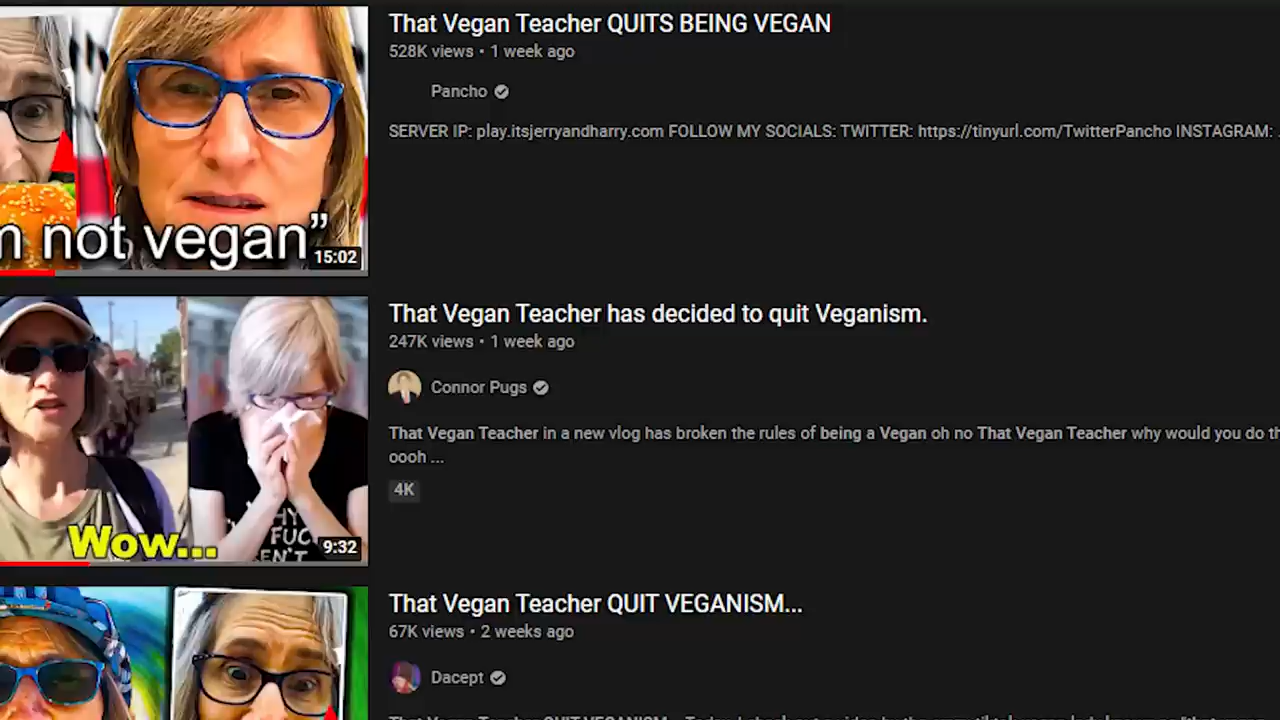 That Vegan Teacher QUITS BEING VEGAN
528K views • 1 week ago
Pancho
SERVER IP: play.itsjerryandharry.com FOLLOW MY SOCIALS: TWITTER: https://tinyurl.com/TwitterPancho INSTAGRAM:
m not vegan”
15:02
That Vegan Teacher has decided to quit Veganism.
247K views • 1 week ago
Connor Pugs
That Vegan Teacher in a new vlog has broken the rules of being a Vegan oh no That Vegan Teacher why would you do th
oooh ...
4K
Wow...
HY
FUC
EN'T
9:32
That Vegan Teacher QUIT VEGANISM...
67K views • 2 weeks ago
Dacept